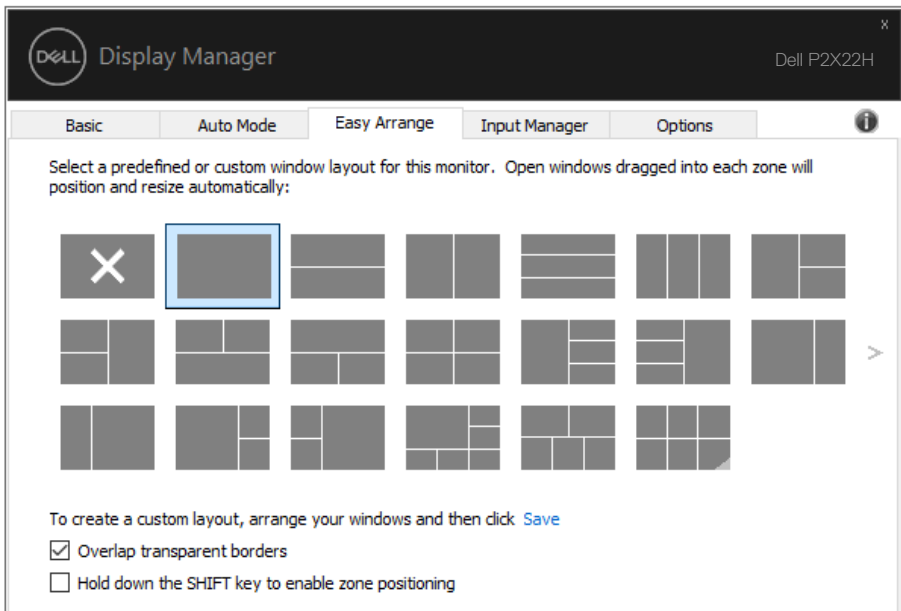 DELL Display Manager
x
Dell P2X22H
Basic Auto Mode Easy Arrange Input Manager Options
Select a predefined or custom window layout for this monitor. Open windows dragged into each zone will
position and resize automatically:
>
To create a custom layout, arrange your windows and then click Save
Overlap transparent borders
Hold down the SHIFT key to enable zone positioning